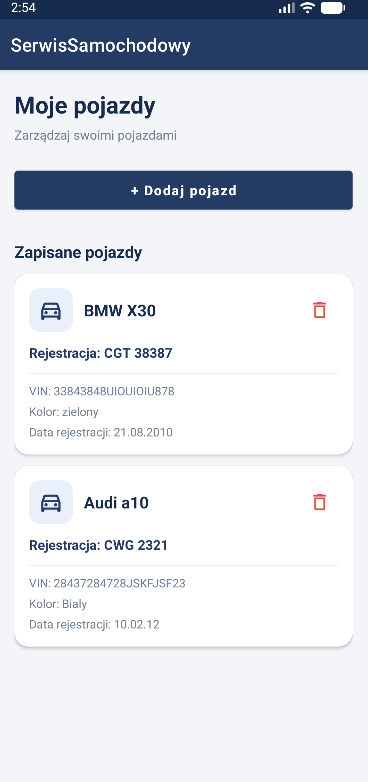 2:54
SerwisSamochodowy
Moje pojazdy
Zarządzaj swoimi pojazdami
+ Dodaj pojazd
Zapisane pojazdy
BMW X30
Rejestracja: CGT 38387
VIN: 33843848UIOUIOIU878
Kolor: zielony
Data rejestracji: 21.08.2010
Audi a10
Rejestracja: CWG 2321
VIN: 28437284728JSKFJSF23
Kolor: Bialy
Data rejestracji: 10.02.12